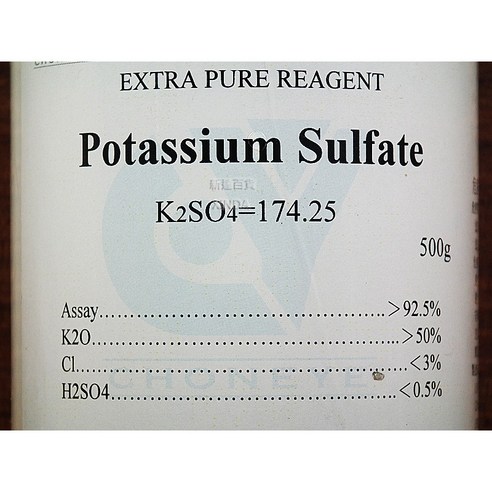 EXTRA PURE REAGENT
Potassium Sulfate
K2SO4=174.25
500g
Assay.......................................................>92.5%
K2O.........................................................>50%
Cl............................................................<3%
CHONEYE
H2SO4.....................................................<0.5%